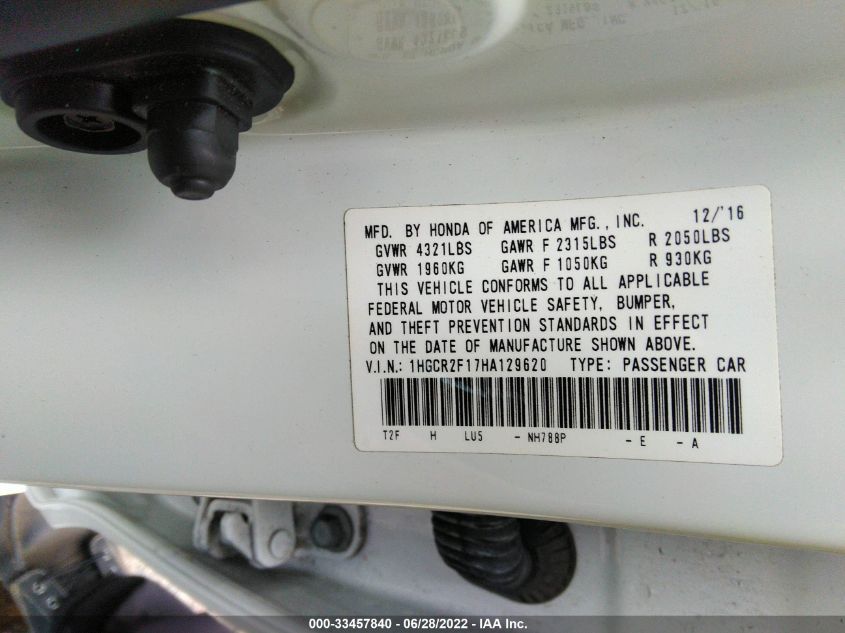 MFD. BY HONDA OF AMERICA MFG., INC. 12/'16
GVWR 4321LBS GAWR F 2315LBS R 2050LBS
GVWR 1960KG GAWR F 1050KG R 930KG
THIS VEHICLE CONFORMS TO ALL APPLICABLE
FEDERAL MOTOR VEHICLE SAFETY, BUMPER,
AND THEFT PREVENTION STANDARDS IN EFFECT
ON THE DATE OF MANUFACTURE SHOWN ABOVE.
V.I.N.: 1HGCR2F17HA129620 TYPE: PASSENGER CAR
T2F H LU5 - NH788P - E - A
000-33457840 - 06/28/2022 - IAA Inc.